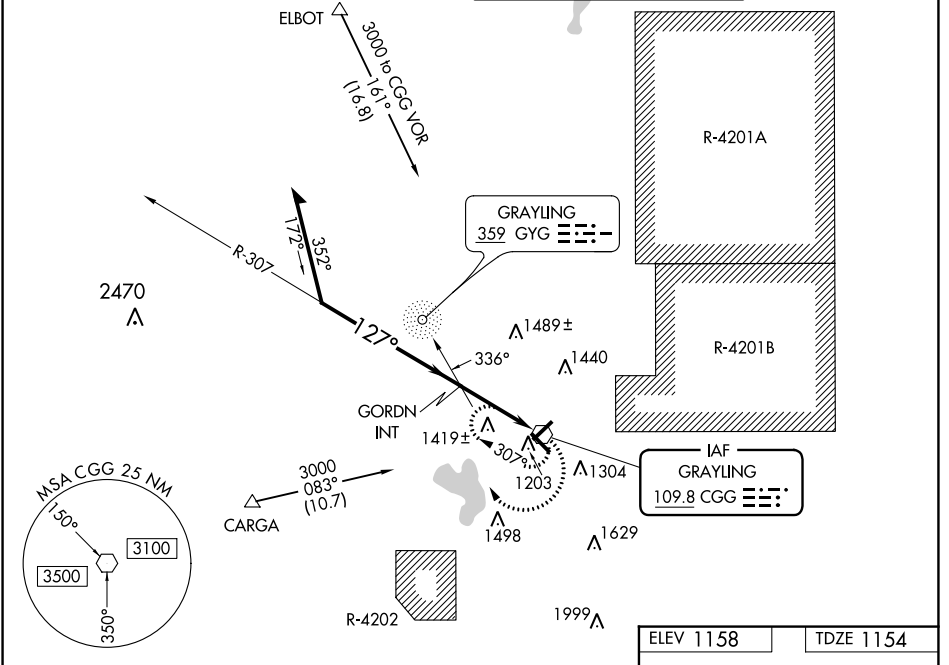 ELBOT
3000 to CGG VOR
161°
(16.8)
R-4201A
GRAYLING
359 GYG
R-307
172°
352°
2470
127°
1489±
336°
1440
R-4201B
GORDN
INT
1419±
307°
1203
1304
IAF
GRAYLING
109.8 CGG
3000
083°
(10.7)
CARGA
MSA CGG 25 NM
150°
3100
3500
350°
1498
1629
R-4202
1999
ELEV 1158
TDZE 1154